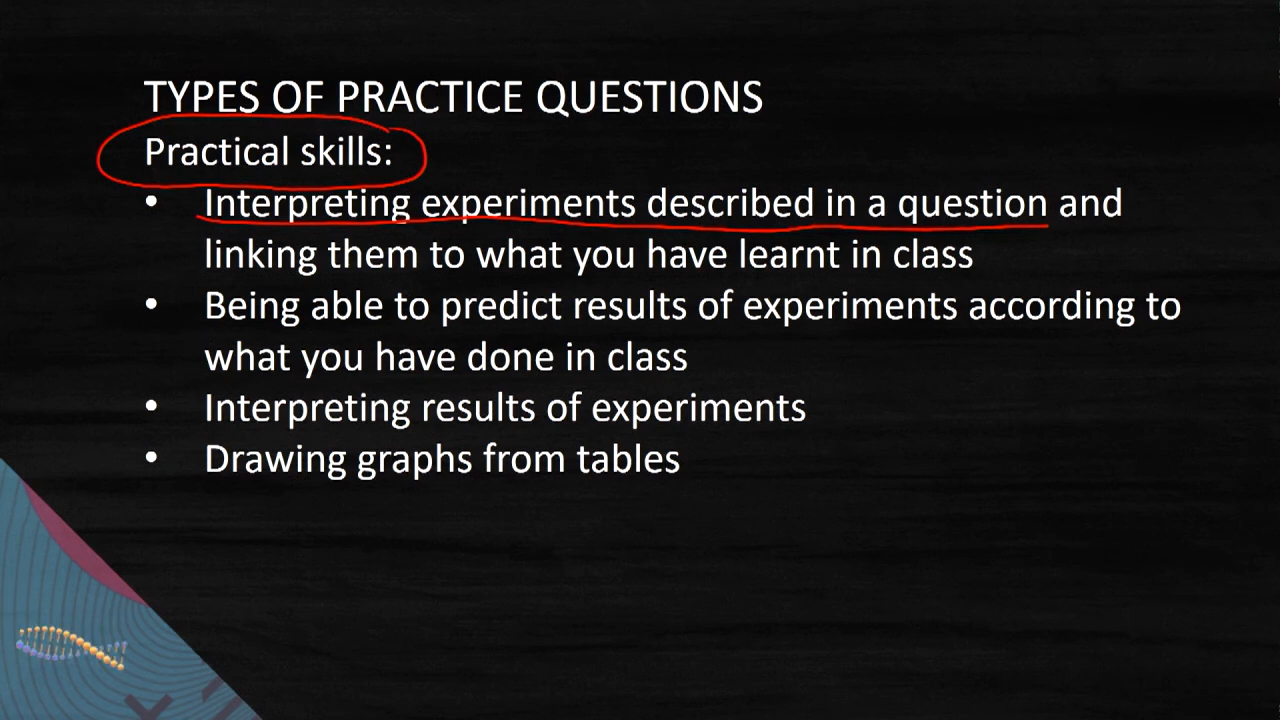 TYPES OF PRACTICE QUESTIONS
Practical skills:
• Interpreting experiments described in a question and
linking them to what you have learnt in class
• Being able to predict results of experiments according to
what you have done in class
• Interpreting results of experiments
• Drawing graphs from tables